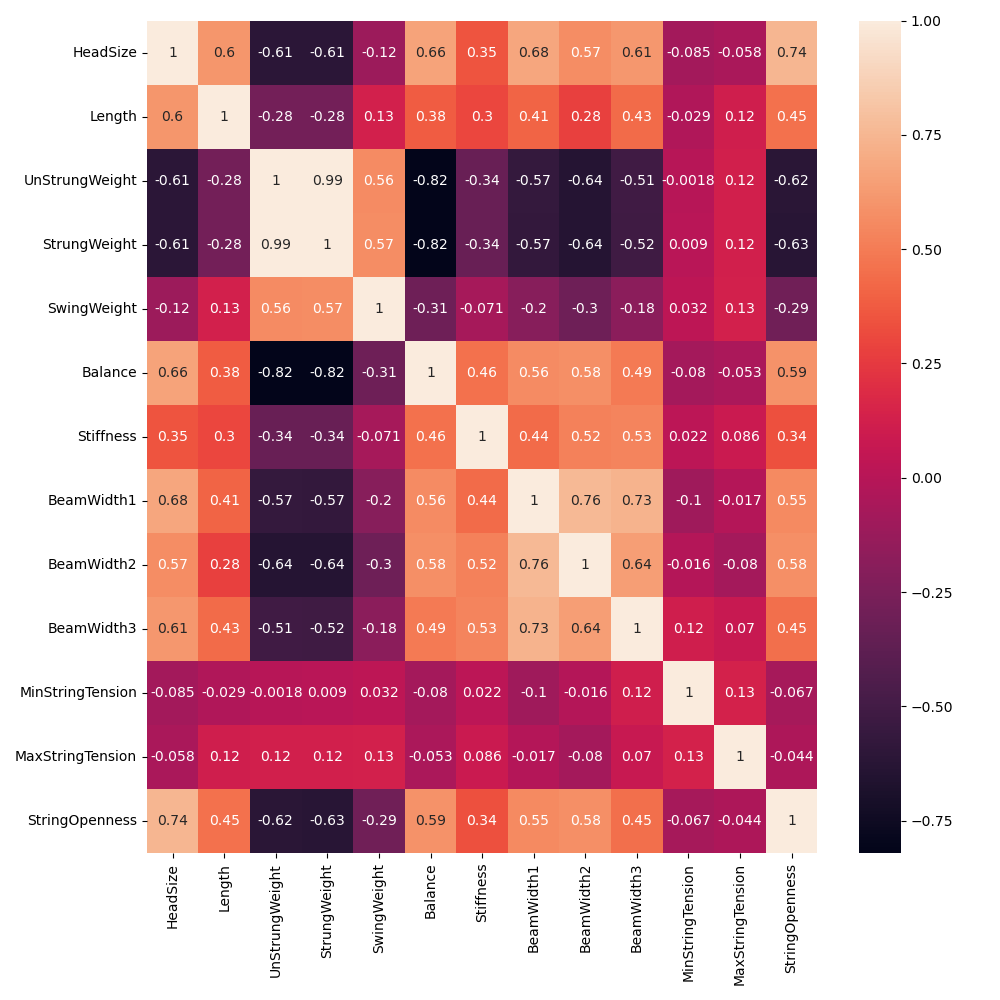 HeadSize 1 0.6 -0.61 -0.61 -0.12 0.66 0.35 0.68 0.57 0.61 -0.085 -0.058 0.74
Length 0.6 1 -0.28 -0.28 0.13 0.38 0.3 0.41 0.28 0.43 -0.029 0.12 0.45
UnStrungWeight -0.61 -0.28 1 0.99 0.56 -0.82 -0.34 -0.57 -0.64 -0.51 -0.0018 0.12 -0.62
StrungWeight -0.61 -0.28 0.99 1 0.57 -0.82 -0.34 -0.57 -0.64 -0.52 0.009 0.12 -0.63
SwingWeight -0.12 0.13 0.56 0.57 1 -0.31 -0.071 -0.2 -0.3 -0.18 0.032 0.13 -0.29
Balance 0.66 0.38 -0.82 -0.82 -0.31 1 0.46 0.56 0.58 0.49 -0.08 -0.053 0.59
Stiffness 0.35 0.3 -0.34 -0.34 -0.071 0.46 1 0.44 0.52 0.53 0.022 0.086 0.34
BeamWidth1 0.68 0.41 -0.57 -0.57 -0.2 0.56 0.44 1 0.76 0.73 -0.1 -0.017 0.55
BeamWidth2 0.57 0.28 -0.64 -0.64 -0.3 0.58 0.52 0.76 1 0.64 -0.016 -0.08 0.58
BeamWidth3 0.61 0.43 -0.51 -0.52 -0.18 0.49 0.53 0.73 0.64 1 0.12 0.07 0.45
MinStringTension -0.085 -0.029 -0.0018 0.009 0.032 -0.08 0.022 -0.1 -0.016 0.12 1 0.13 -0.067
MaxStringTension -0.058 0.12 0.12 0.12 0.13 -0.053 0.086 -0.017 -0.08 0.07 0.13 1 -0.044
StringOpenness 0.74 0.45 -0.62 -0.63 -0.29 0.59 0.34 0.55 0.58 0.45 -0.067 -0.044 1
HeadSize
Length
UnStrungWeight
StrungWeight
SwingWeight
Balance
Stiffness
BeamWidth1
BeamWidth2
BeamWidth3
MinStringTension
MaxStringTension
StringOpenness
1.00
0.75
0.50
0.25
0.00
−0.25
−0.50
−0.75